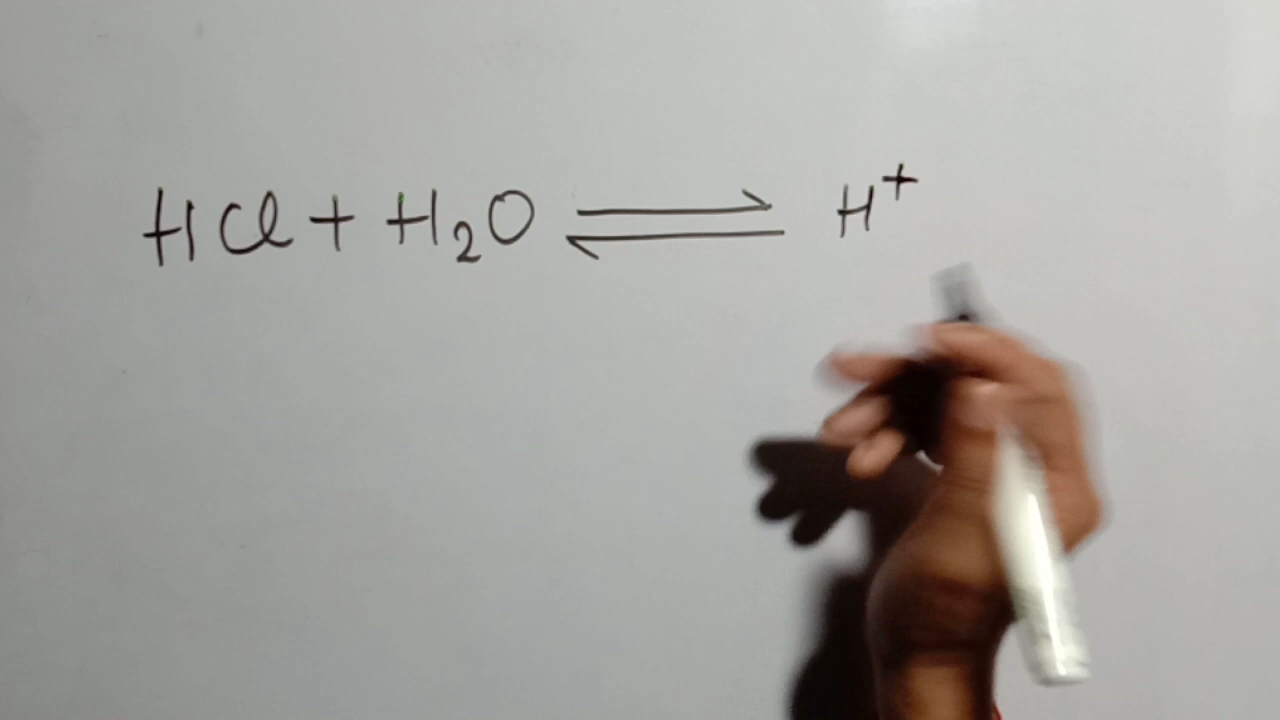 HCl + H₂O ⇌ H⁺